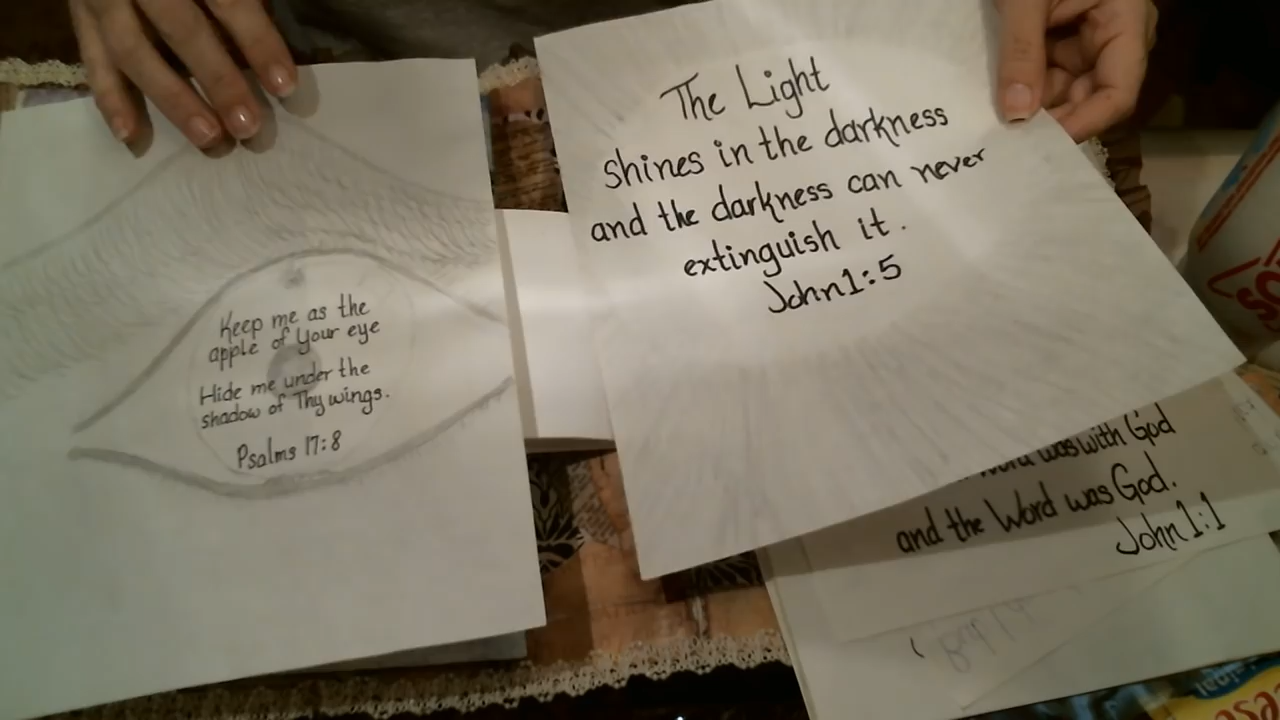 Keep me as the
apple of Your eye
Hide me under the
shadow of Thy wings.
Psalms 17:8
The Light
shines in the darkness
and the darkness can never
extinguish it.
John 1:5
Word was with God
and the Word was God.
John 1:1